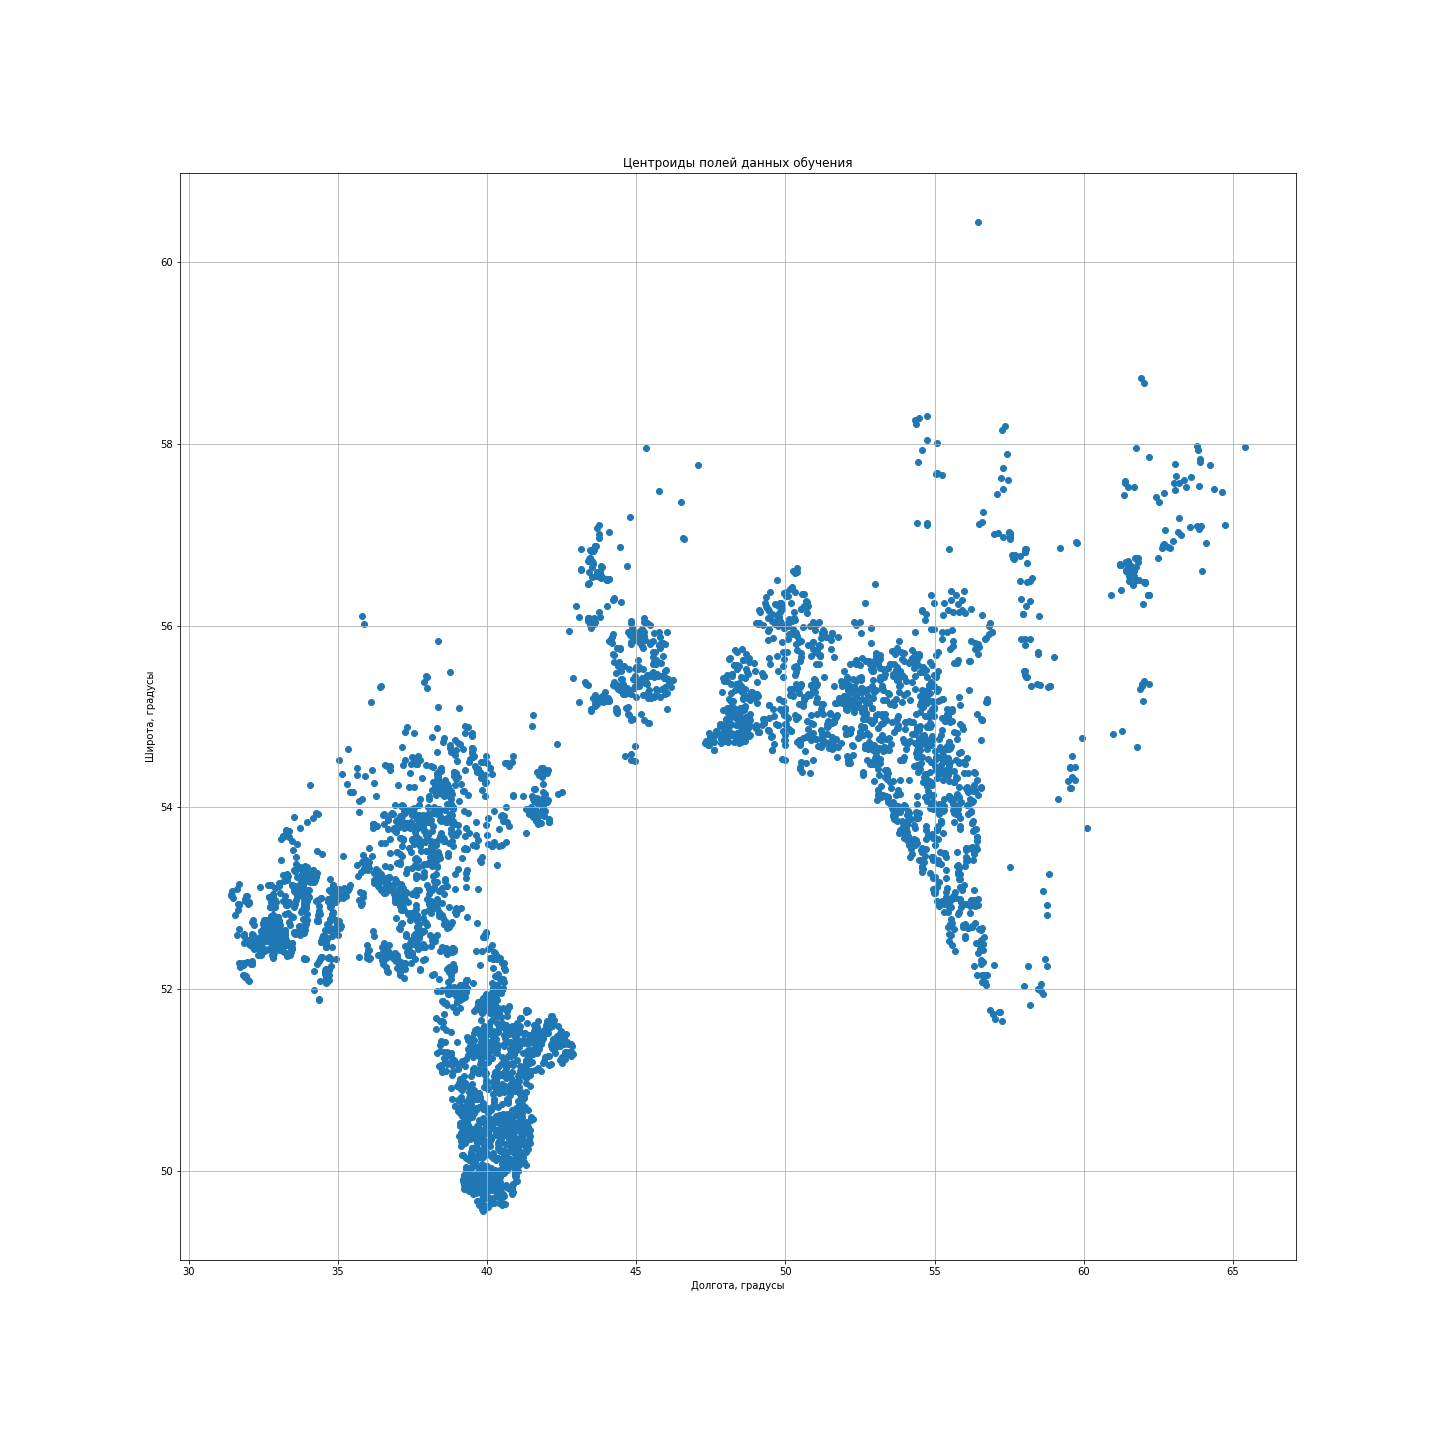 Центроиды полей данных обучения
60
58
56
54
52
50
Широта, градусы
30 35 40 45 50 55 60 65
Долгота, градусы